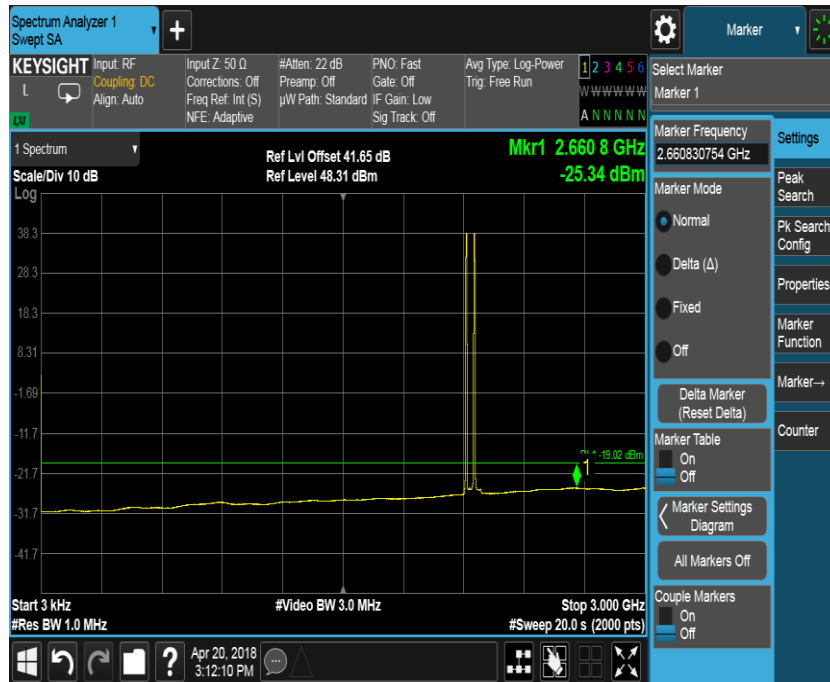 Spectrum Analyzer 1
Swept SA
+
Marker
KEYSIGHT
L
LXI
Input: RF
Coupling: DC
Align: Auto
Input Z: 50 Ω
Corrections: Off
Freq Ref: Int (S)
NFE: Adaptive
#Atten: 22 dB
Preamp: Off
µW Path: Standard
PNO: Fast
Gate: Off
IF Gain: Low
Sig Track: Off
Avg Type: Log-Power
Trig: Free Run
1 2 3 4 5 6
W W W W W W
A N N N N N
Select Marker
Marker 1
1 Spectrum
Scale/Div 10 dB
Log
Ref Lvl Offset 41.65 dB
Ref Level 48.31 dBm
Mkr1 2.660 8 GHz
-25.34 dBm
38.3
28.3
18.3
8.31
-1.69
-11.7
-21.7
-31.7
-41.7
-19.02 dBm
1
Start 3 kHz
#Res BW 1.0 MHz
#Video BW 3.0 MHz
Stop 3.000 GHz
#Sweep 20.0 s (2000 pts)
Marker Frequency
2.660830754 GHz
Marker Mode
Normal
Delta (Δ)
Fixed
Off
Delta Marker
(Reset Delta)
Marker Table
On
Off
Marker Settings
Diagram
All Markers Off
Couple Markers
On
Off
Settings
Peak
Search
Pk Search
Config
Properties
Marker
Function
Marker→
Counter
?
Apr 20, 2018
3:12:10 PM